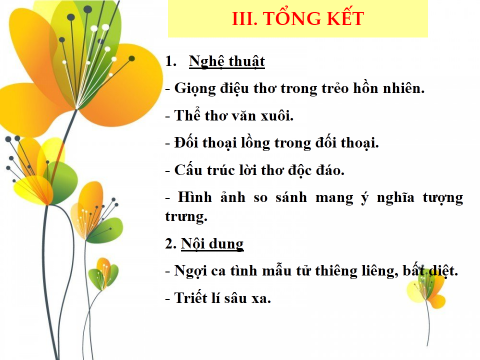 III. TỔNG KẾT
1. Nghệ thuật
- Giọng điệu thơ trong trẻo hồn nhiên.
- Thể thơ văn xuôi.
- Đối thoại lồng trong đối thoại.
- Cấu trúc lời thơ độc đáo.
- Hình ảnh so sánh mang ý nghĩa tượng
trưng.
2. Nội dung
- Ngợi ca tình mẫu tử thiêng liêng, bất diệt.
- Triết lí sâu xa.